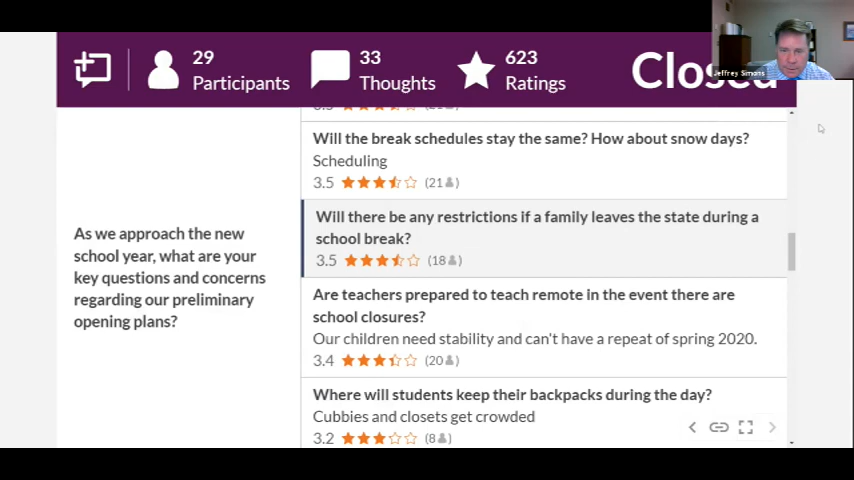 29
Participants
33
Thoughts
623
Ratings
Closed
Jeffrey Simons
Will the break schedules stay the same? How about snow days?
Scheduling
3.5 (21)
Will there be any restrictions if a family leaves the state during a
school break?
3.5 (18)
As we approach the new
school year, what are your
key questions and concerns
regarding our preliminary
opening plans?
Are teachers prepared to teach remote in the event there are
school closures?
Our children need stability and can't have a repeat of spring 2020.
3.4 (20)
Where will students keep their backpacks during the day?
Cubbies and closets get crowded
3.2 (8)